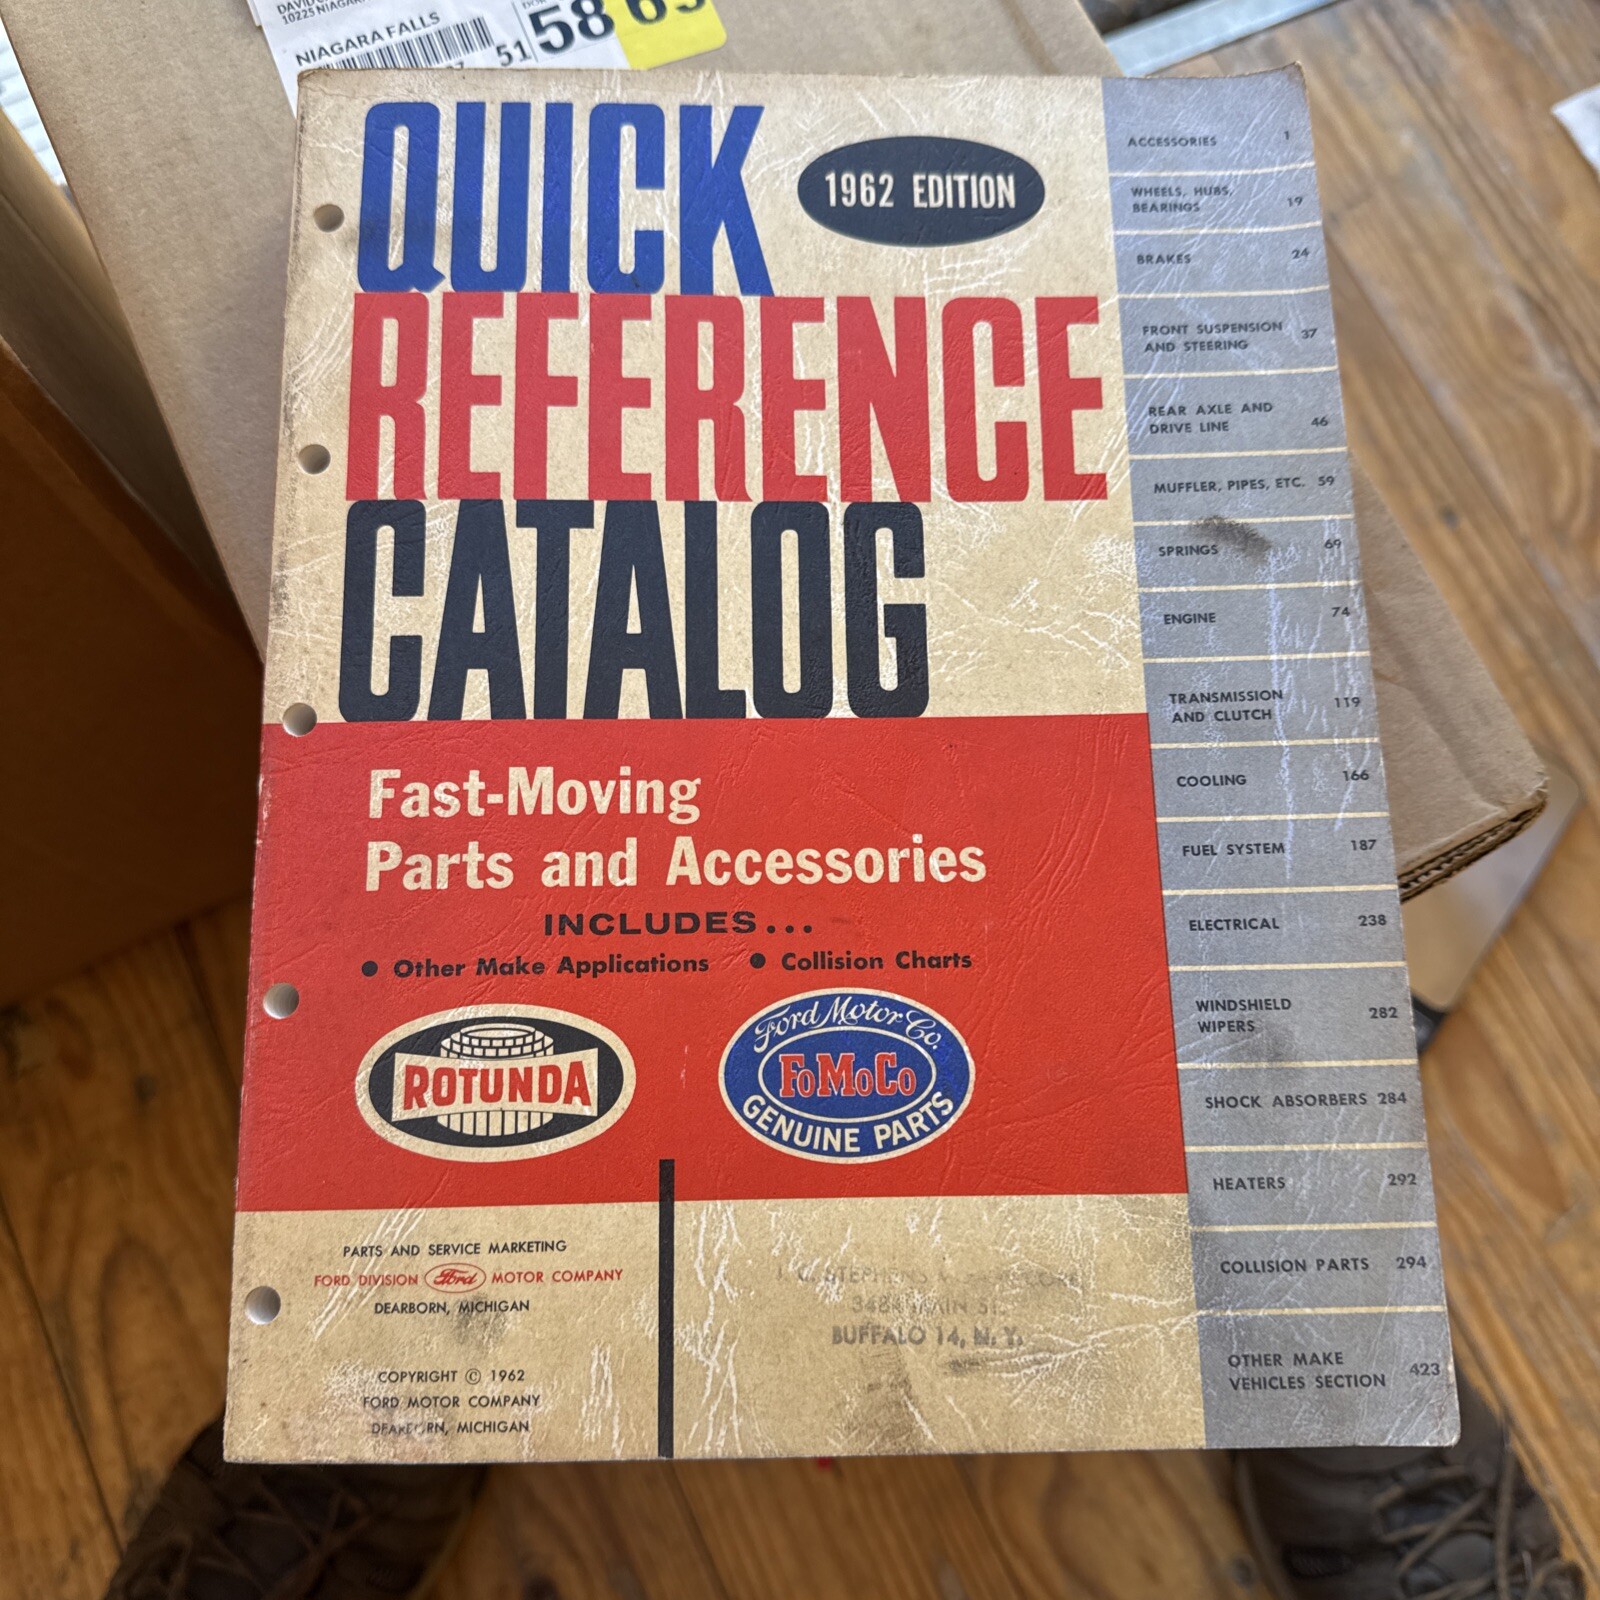 10225 NIAGARA
NIAGARA FALLS
51
58
QUICK
1962 EDITION
REFERENCE
CATALOG
Fast-Moving
Parts and Accessories
INCLUDES...
● Other Make Applications ● Collision Charts
ROTUNDA
Ford Motor Co.
FoMoCo
GENUINE PARTS
PARTS AND SERVICE MARKETING
FORD DIVISION Ford MOTOR COMPANY
DEARBORN, MICHIGAN
COPYRIGHT © 1962
FORD MOTOR COMPANY
DEARBORN, MICHIGAN
MAIN ST.
BUFFALO 14, N. Y.
ACCESSORIES 1
WHEELS, HUBS,
BEARINGS 19
BRAKES 24
FRONT SUSPENSION
AND STEERING 37
REAR AXLE AND
DRIVE LINE 46
MUFFLER, PIPES, ETC. 59
SPRINGS 69
ENGINE 74
TRANSMISSION
AND CLUTCH 119
COOLING 166
FUEL SYSTEM 187
ELECTRICAL 238
WINDSHIELD
WIPERS 282
SHOCK ABSORBERS 284
HEATERS 292
COLLISION PARTS 294
OTHER MAKE
VEHICLES SECTION 423